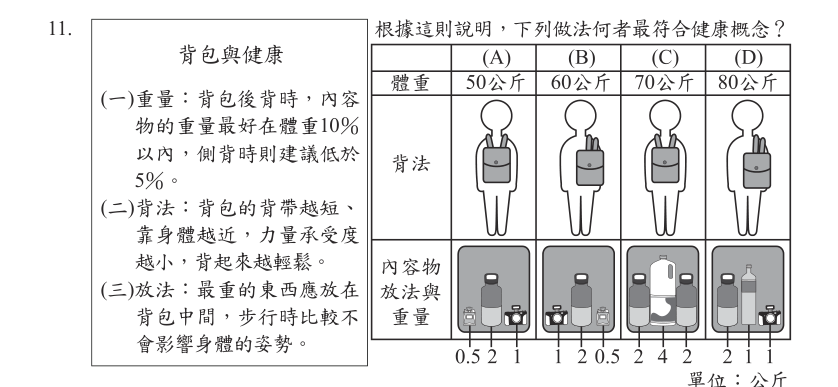 11.
背包與健康
(一)重量：背包後背時，內容
物的重量最好在體重10%
以內，側背時則建議低於
5%。
(二)背法：背包的背帶越短、
靠身體越近，力量承受度
越小，背起來越輕鬆。
(三)放法：最重的東西應放在
背包中間，步行時比較不
會影響身體的姿勢。
根據這則說明，下列做法何者最符合健康概念？
(A) (B) (C) (D)
體重 50公斤 60公斤 70公斤 80公斤
背法
內容物
放法與
重量
0.5 2 1 1 2 0.5 2 4 2 2 1 1
單位：公斤